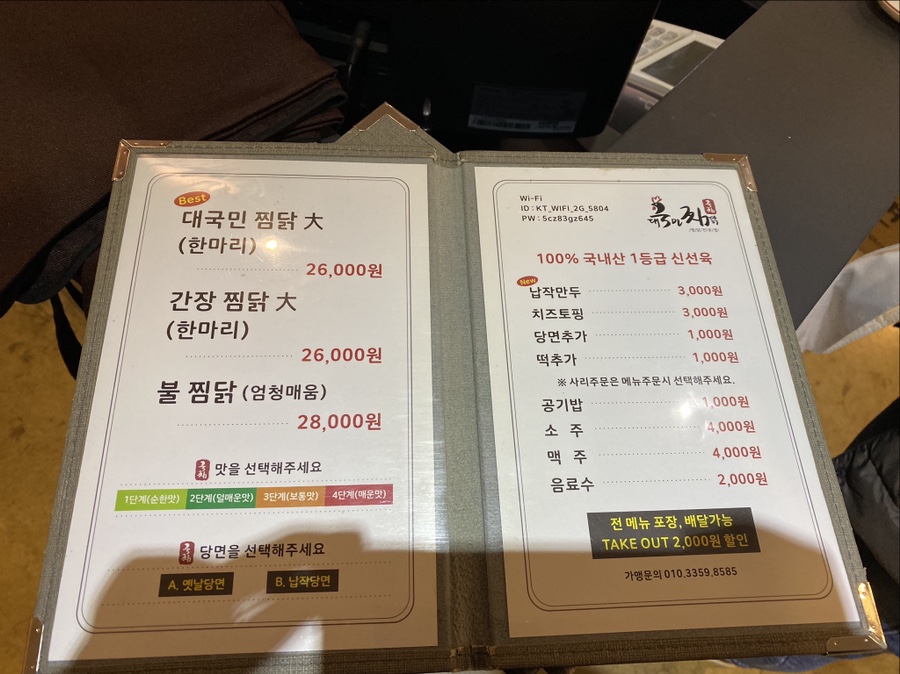 Best
대국민 찜닭 大
(한마리)
26,000원
간장 찜닭 大
(한마리)
26,000원
불 찜닭 (엄청매움)
28,000원
맛을 선택해주세요
1단계(순한맛) 2단계(덜매운맛) 3단계(보통맛) 4단계(매운맛)
당면을 선택해주세요
A. 옛날당면 B. 납작당면
Wi-Fi
ID : KT_WIFI_2G_5804
PW : 5cz83gz645
100% 국내산 1등급 신선육
New
납작만두 3,000원
치즈토핑 3,000원
당면추가 1,000원
떡추가 1,000원
※ 사리주문은 메뉴주문시 선택해주세요.
공기밥 1,000원
소 주 4,000원
맥 주 4,000원
음료수 2,000원
전 메뉴 포장, 배달가능
TAKE OUT 2,000원 할인
가맹문의 010.3359.8585